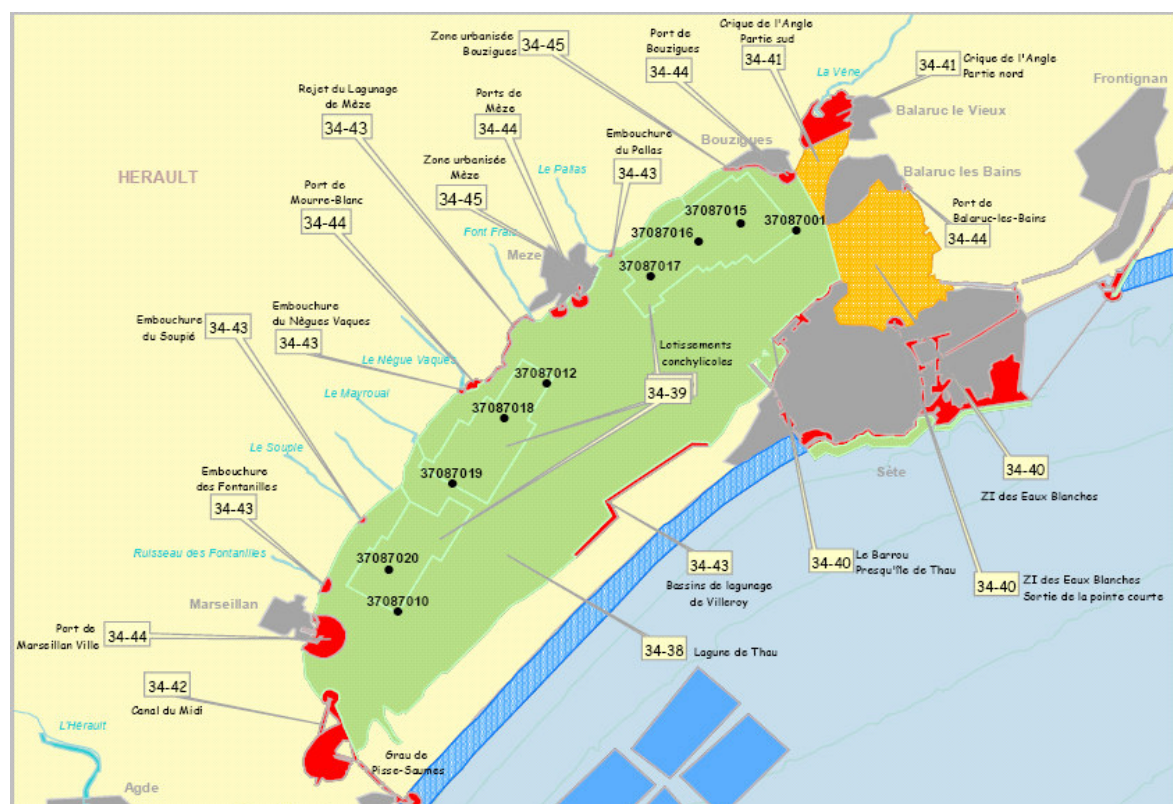 Zone urbanisée
Bouzigues
34-45
Port de
Bouzigues
34-44
Crique de l'Angle
Partie sud
34-41
La Vène
34-41
Crique de l'Angle
Partie nord
Frontignan
Rejet du Lagunage
de Mèze
34-43
Ports de
Mèze
34-44
Embouchure
du Pallas
34-43
Bouzigues
Balaruc le Vieux
HERAULT
Zone urbanisée
Mèze
34-45
Le Pallas
Balaruc les Bains
Port de
Mourre-Blanc
34-44
Font Frais
Meze
37087015
37087016
37087001
37087017
Port de
Balaruc-les-Bains
34-44
Embouchure
du Soupié
34-43
Embouchure
du Nègues Vaques
34-43
Le Nègue Vaques
Le Mayroual
37087012
37087018
Lotissements
conchylicoles
34-39
Le Soupie
Embouchure
des Fontanilles
34-43
37087019
Sète
34-40
ZI des Eaux Blanches
Ruisseau des Fontanilles
37087020
37087010
34-43
Bassins de lagunage
de Villeroy
34-40
Le Barrou
Presqu'île de Thau
34-40
ZI des Eaux Blanches
Sortie de la pointe courte
Marseillan
Port de
Marseillan Ville
34-44
34-38
Lagune de Thau
34-42
Canal du Midi
L'Hérault
Grau de
Pisse-Saumes
Agde